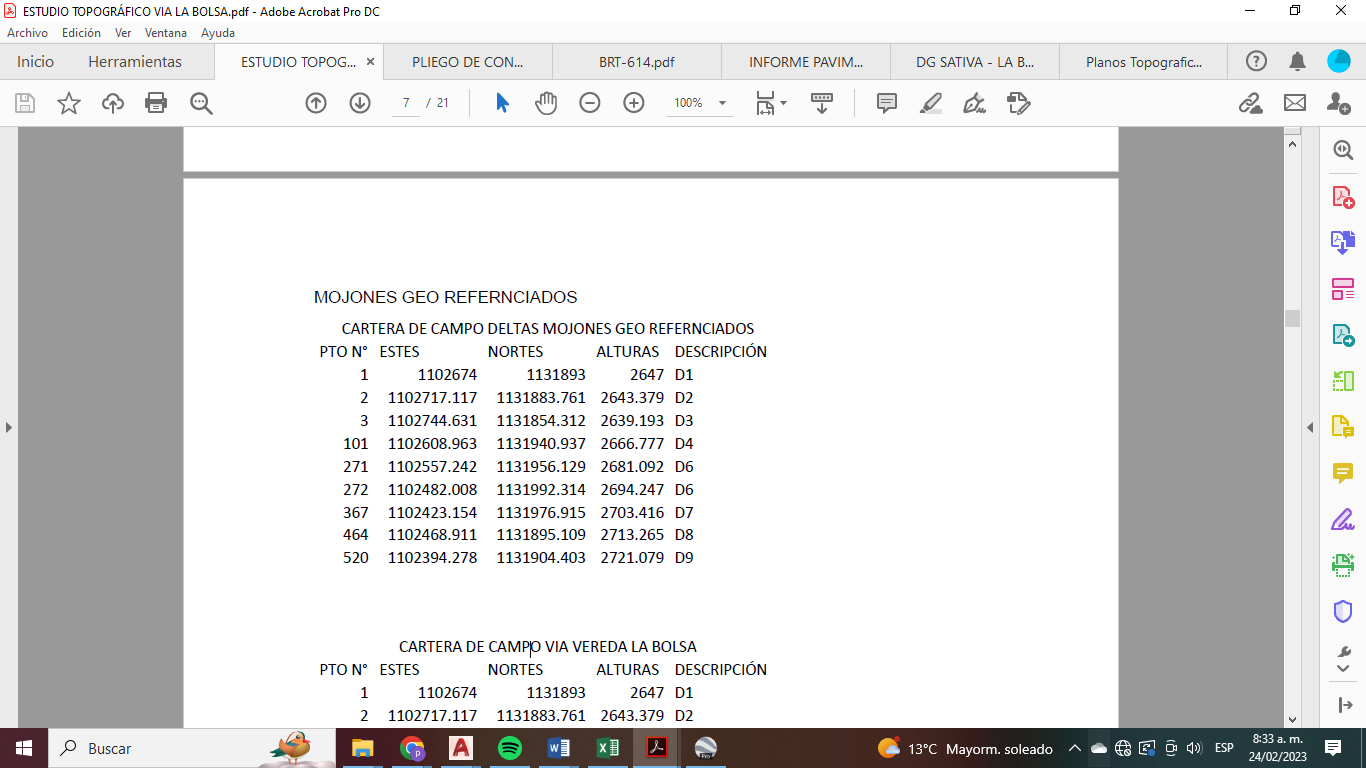 ESTUDIO TOPOGRÁFICO VIA LA BOLSA.pdf - Adobe Acrobat Pro DC
Archivo Edición Ver Ventana Ayuda
Inicio Herramientas ESTUDIO TOPOG... × PLIEGO DE CON... BRT-614.pdf INFORME PAVIM... DG SATIVA - LA B... Planos Topografic...
7 / 21 100%
MOJONES GEO REFERNCIADOS
CARTERA DE CAMPO DELTAS MOJONES GEO REFERNCIADOS
PTO N° ESTES NORTES ALTURAS DESCRIPCIÓN
1 1102674 1131893 2647 D1
2 1102717.117 1131883.761 2643.379 D2
3 1102744.631 1131854.312 2639.193 D3
101 1102608.963 1131940.937 2666.777 D4
271 1102557.242 1131956.129 2681.092 D6
272 1102482.008 1131992.314 2694.247 D6
367 1102423.154 1131976.915 2703.416 D7
464 1102468.911 1131895.109 2713.265 D8
520 1102394.278 1131904.403 2721.079 D9
CARTERA DE CAMPO VIA VEREDA LA BOLSA
PTO N° ESTES NORTES ALTURAS DESCRIPCIÓN
1 1102674 1131893 2647 D1
2 1102717.117 1131883.761 2643.379 D2
Buscar 13°C Mayorm. soleado ESP 8:33 a. m.
24/02/2023